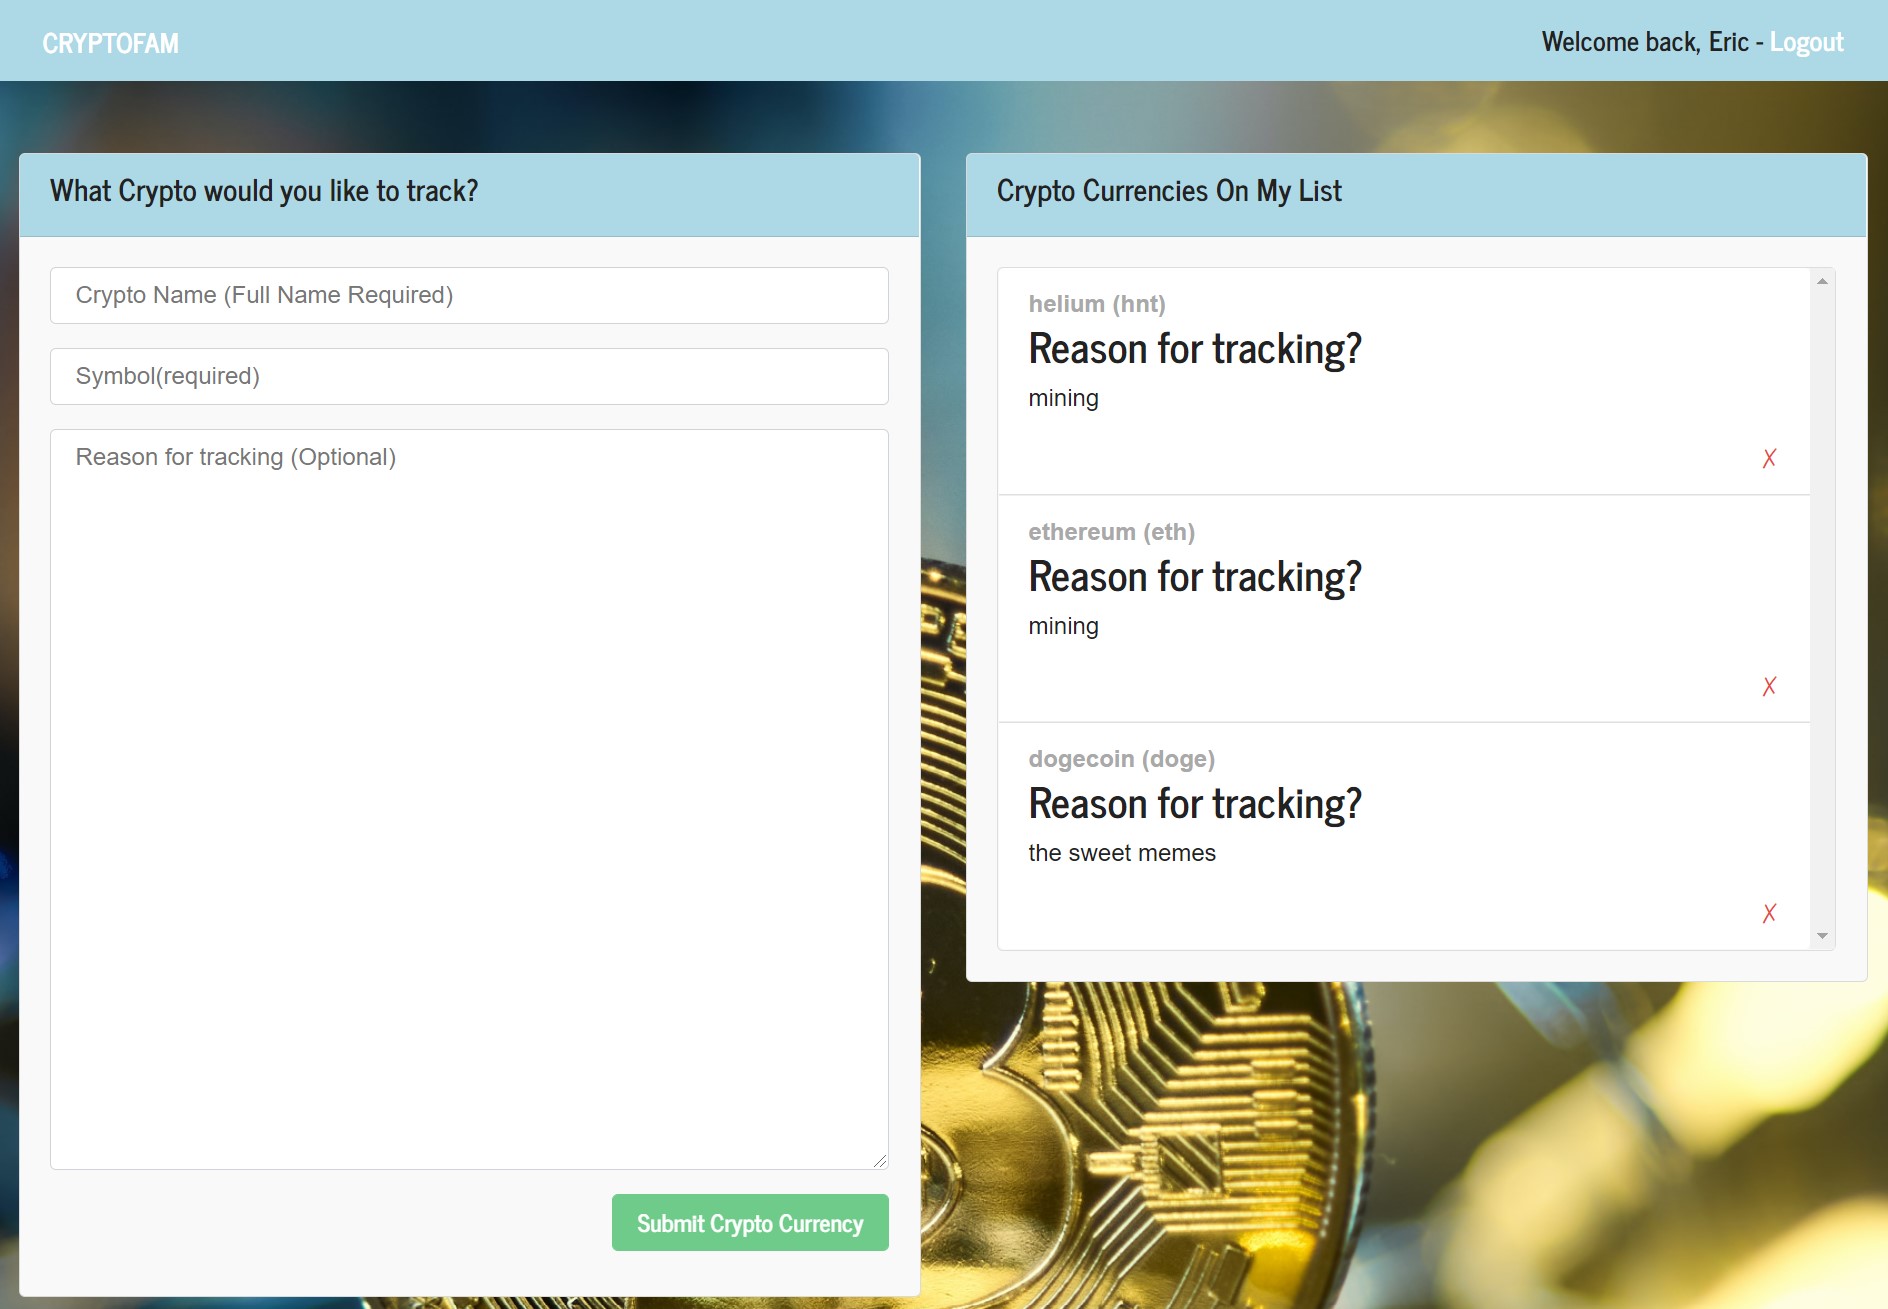 CRYPTOFAM
Welcome back, Eric - Logout
What Crypto would you like to track?
Crypto Name (Full Name Required)
Symbol(required)
Reason for tracking (Optional)
Submit Crypto Currency
Crypto Currencies On My List
helium (hnt)
Reason for tracking?
mining
X
ethereum (eth)
Reason for tracking?
mining
X
dogecoin (doge)
Reason for tracking?
the sweet memes
X